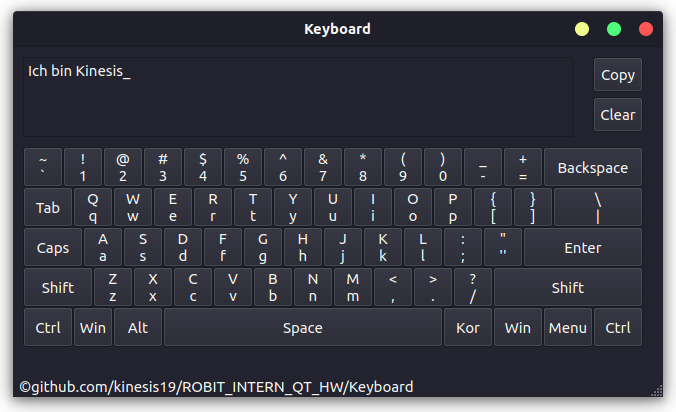 Keyboard
Ich bin Kinesis_
Copy
Clear
~ ! @ # $ % ^ & * ( ) _ +
` 1 2 3 4 5 6 7 8 9 0 - = Backspace
Tab Q W E R T Y U I O P { } \
q w e r t y u i o p [ ] |
Caps A S D F G H J K L : " Enter
a s d f g h j k l ; ''
Shift Z X C V B N M < > ? Shift
z x c v b n m , . /
Ctrl Win Alt Space Kor Win Menu Ctrl
©github.com/kinesis19/ROBIT_INTERN_QT_HW/Keyboard